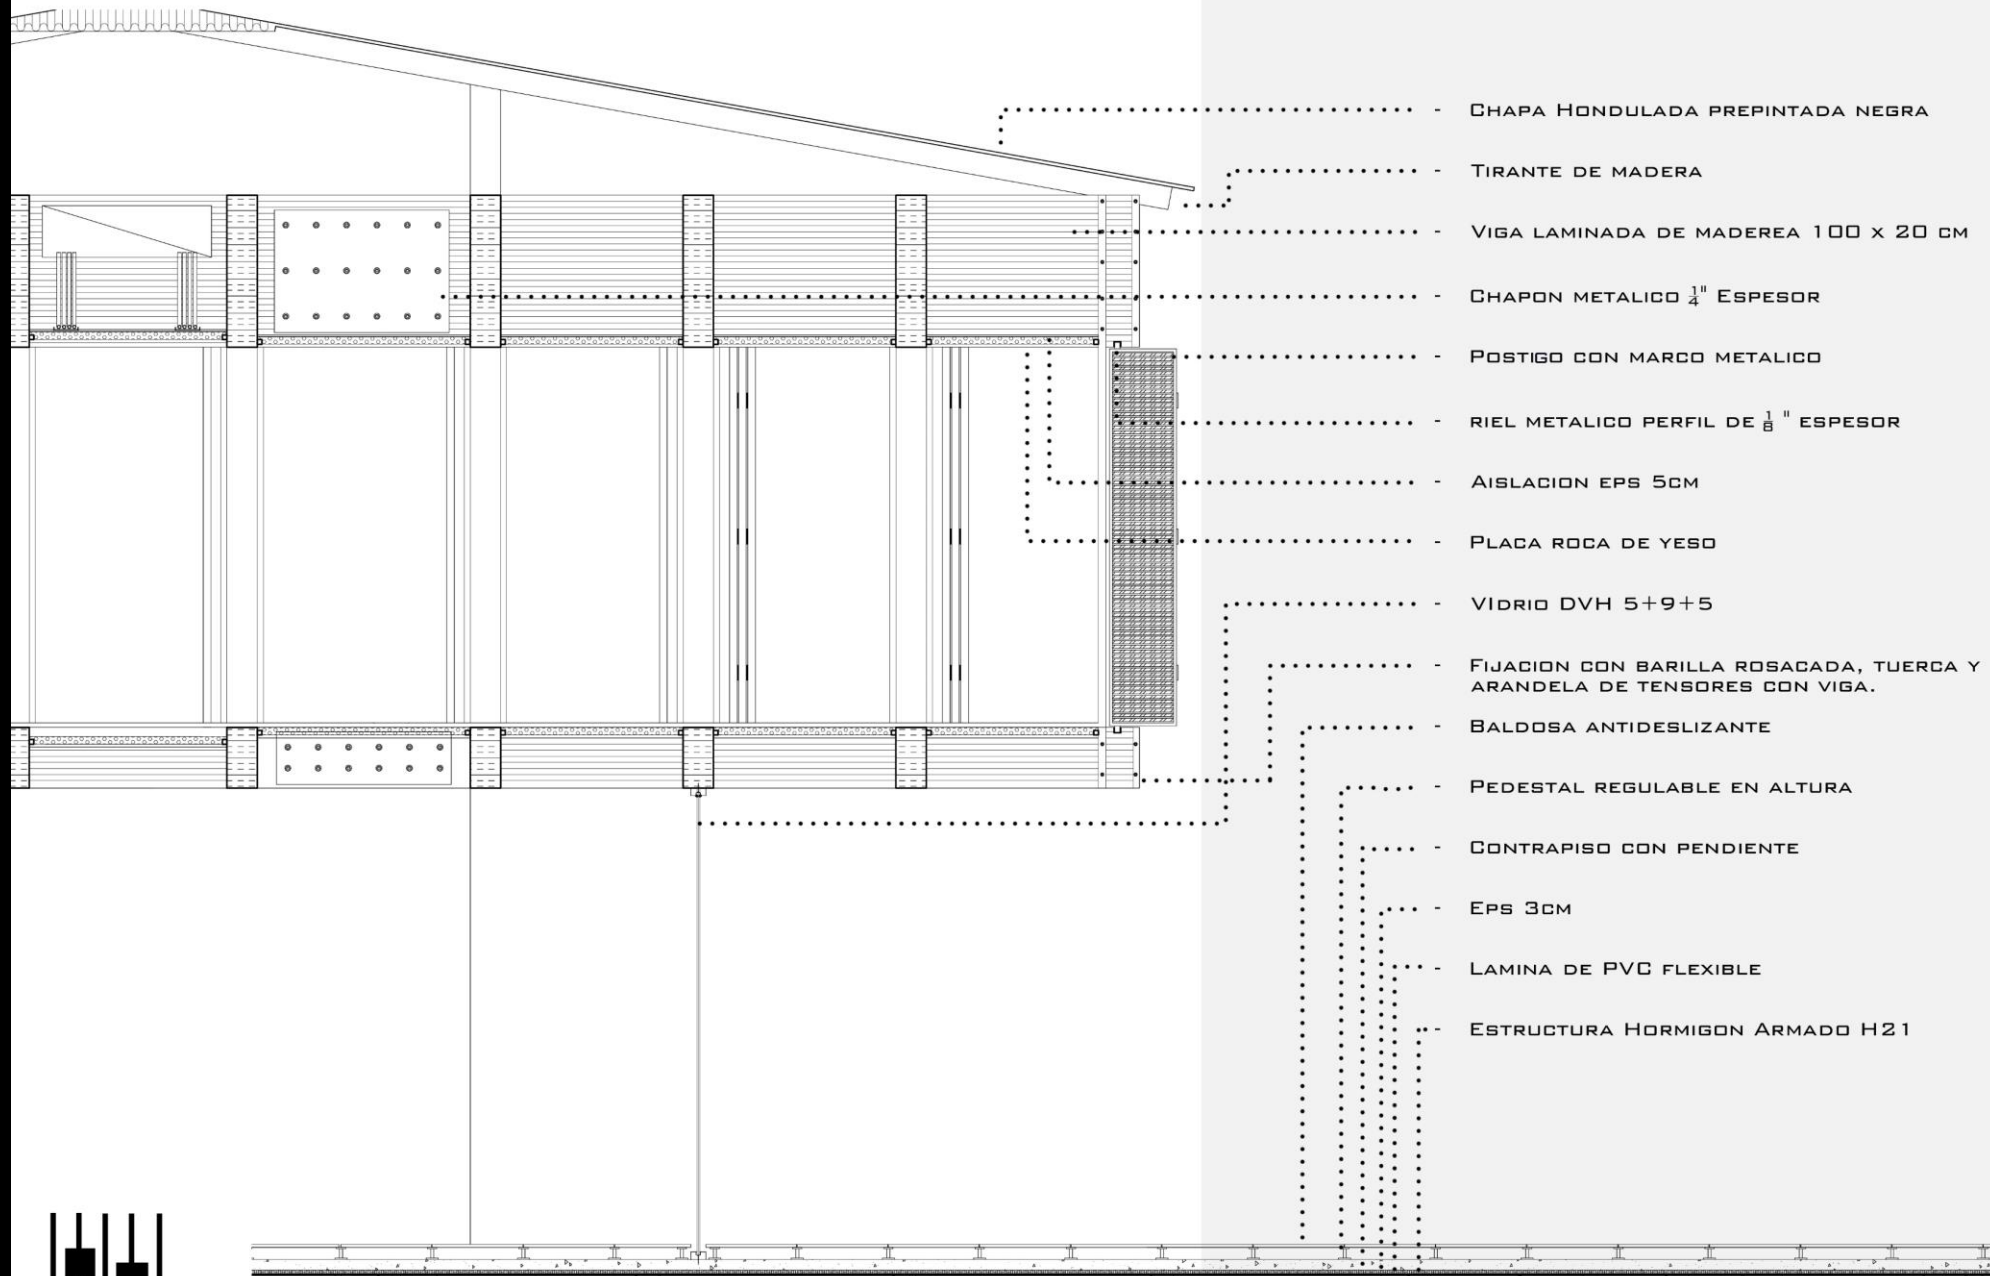 - CHAPA HONDULADA PREPINTADA NEGRA
- TIRANTE DE MADERA
- VIGA LAMINADA DE MADEREA 100 X 20 CM
- CHAPON METALICO 1/4" ESPESOR
- POSTIGO CON MARCO METALICO
- RIEL METALICO PERFIL DE 1/8 " ESPESOR
- AISLACION EPS 5CM
- PLACA ROCA DE YESO
- VIDRIO DVH 5+9+5
- FIJACION CON BARILLA ROSACADA, TUERCA Y
ARANDELA DE TENSORES CON VIGA.
- BALDOSA ANTIDESLIZANTE
- PEDESTAL REGULABLE EN ALTURA
- CONTRAPISO CON PENDIENTE
- EPS 3CM
- LAMINA DE PVC FLEXIBLE
- ESTRUCTURA HORMIGON ARMADO H21